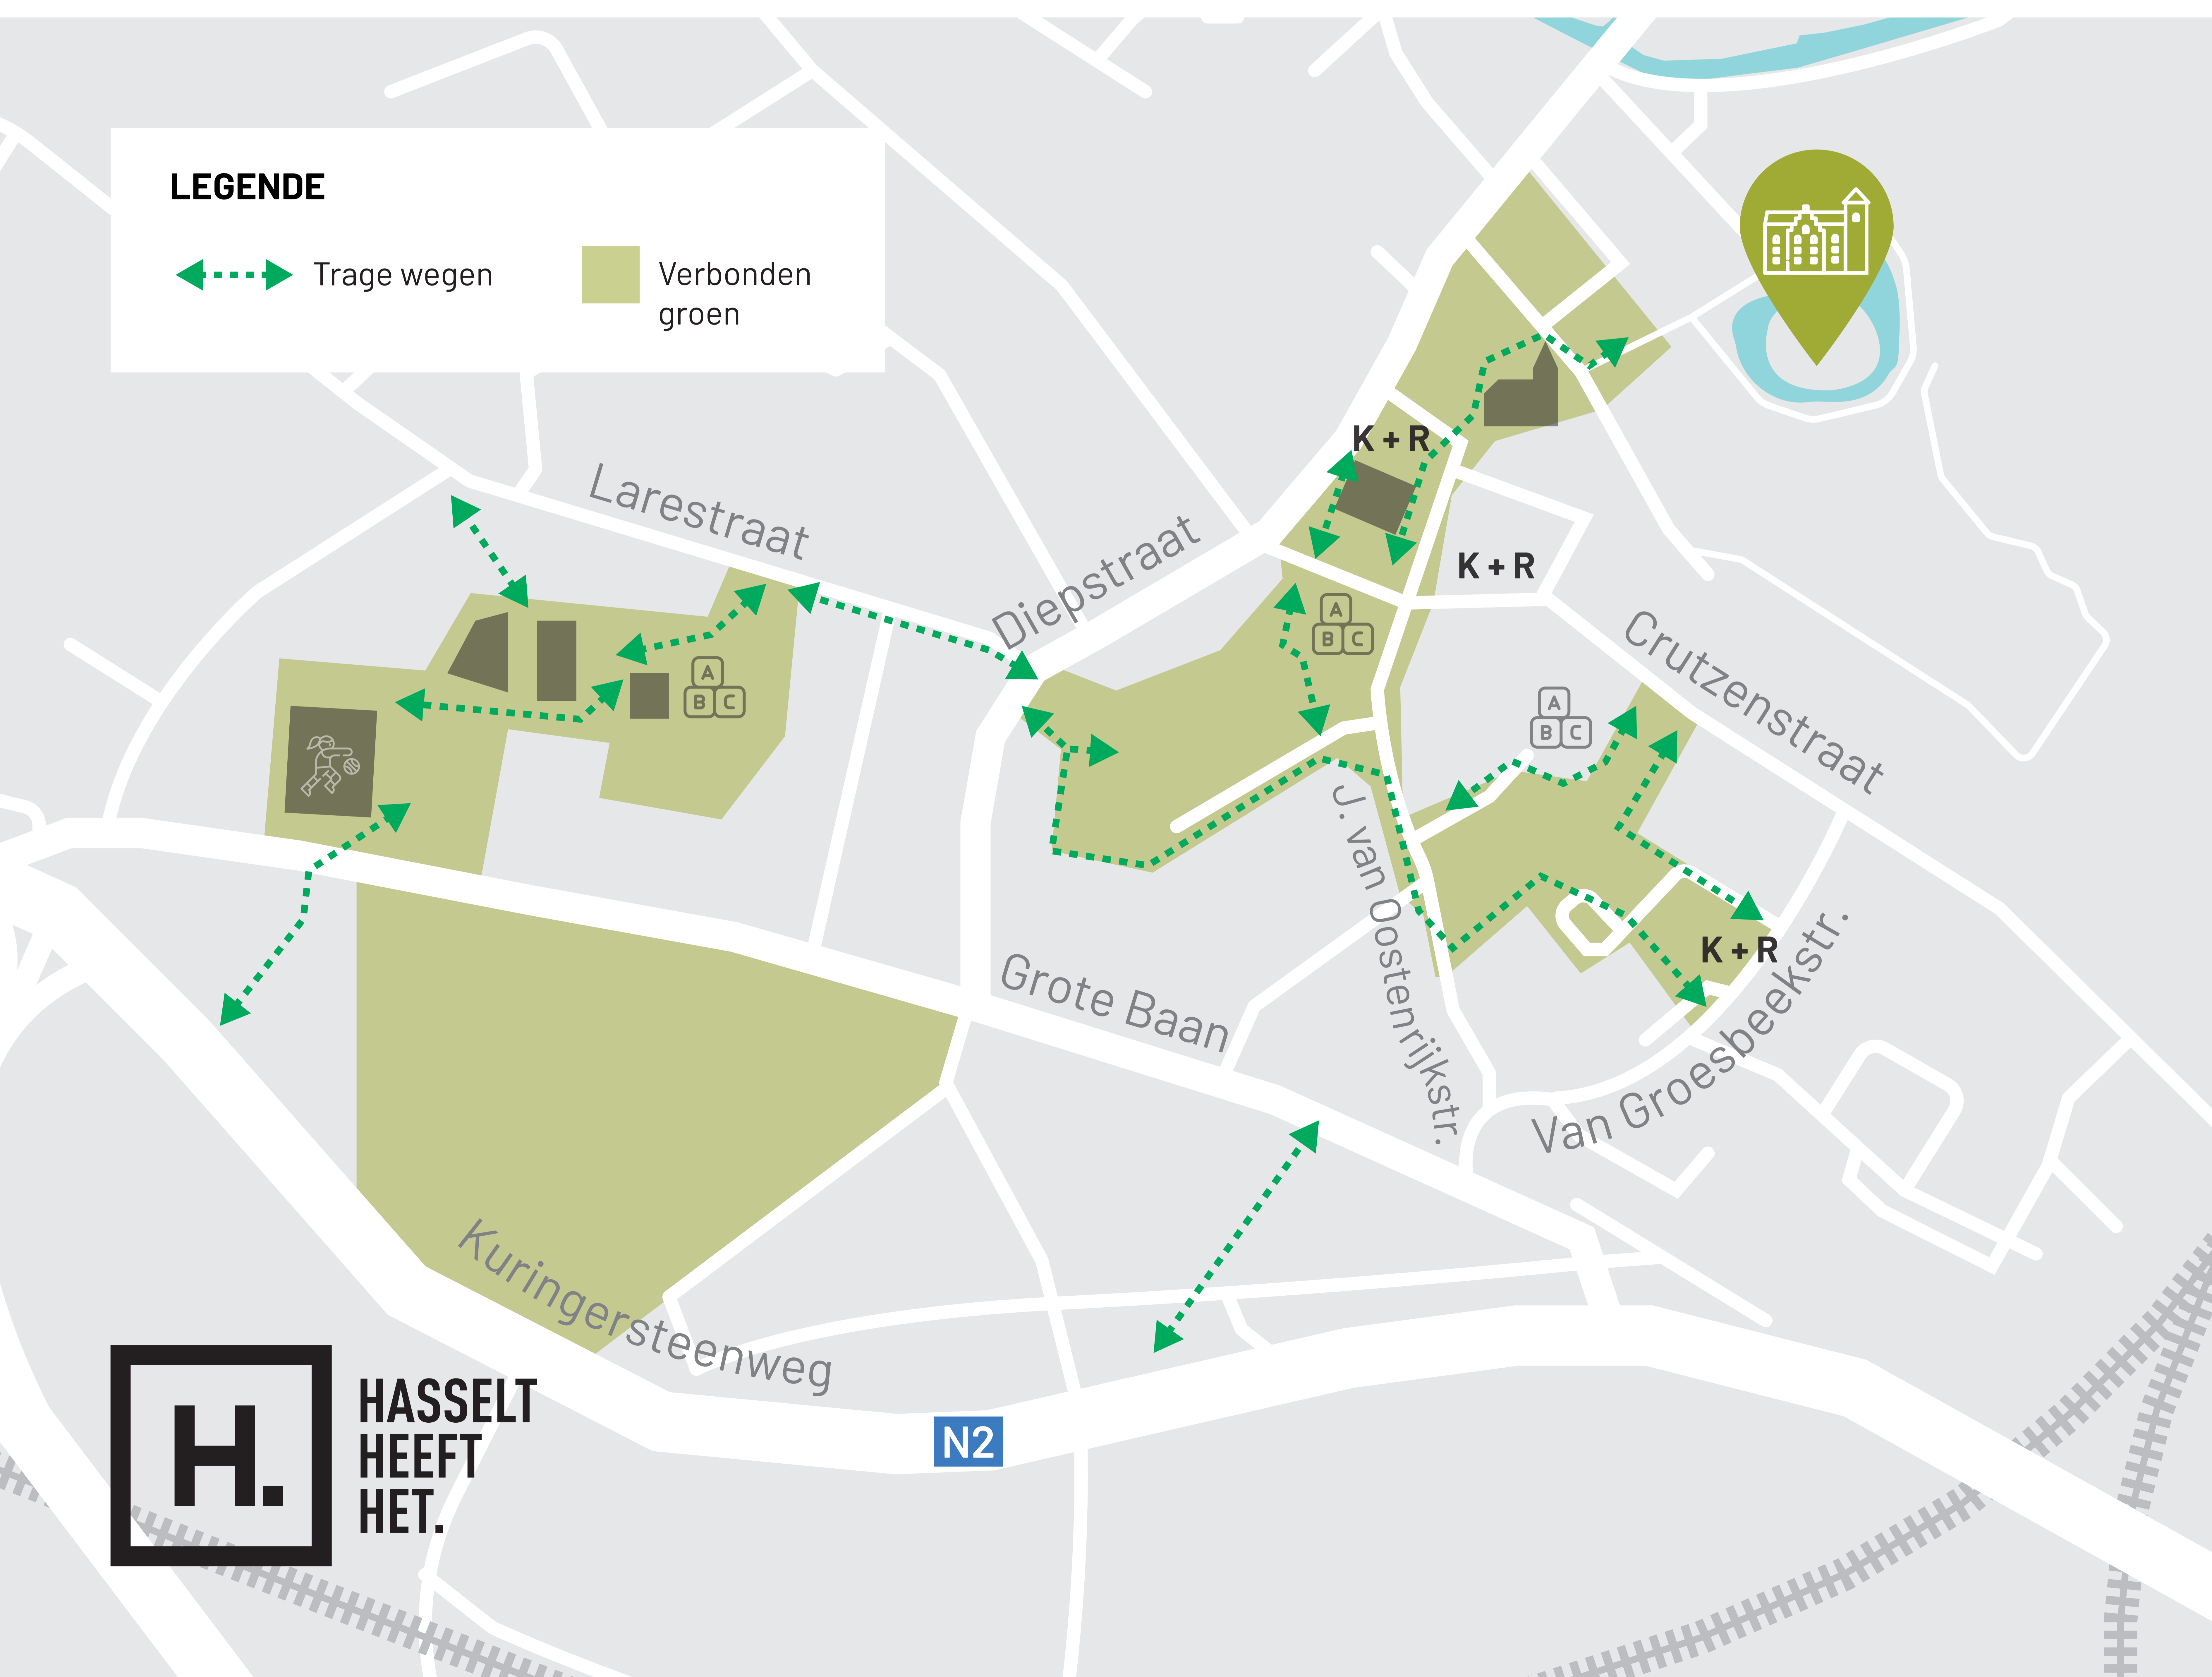 LEGENDE
Trage wegen
Verbonden
groen
K + R
Larestraat
Diepstraat
K + R
A
B C
Crutzenstraat
A
B C
A
B C
J. van Oostenrijkstr.
K + R
Van Groesbeekstr.
Grote Baan
Kuringersteenweg
N2
H.
HASSELT
HEEFT
HET.